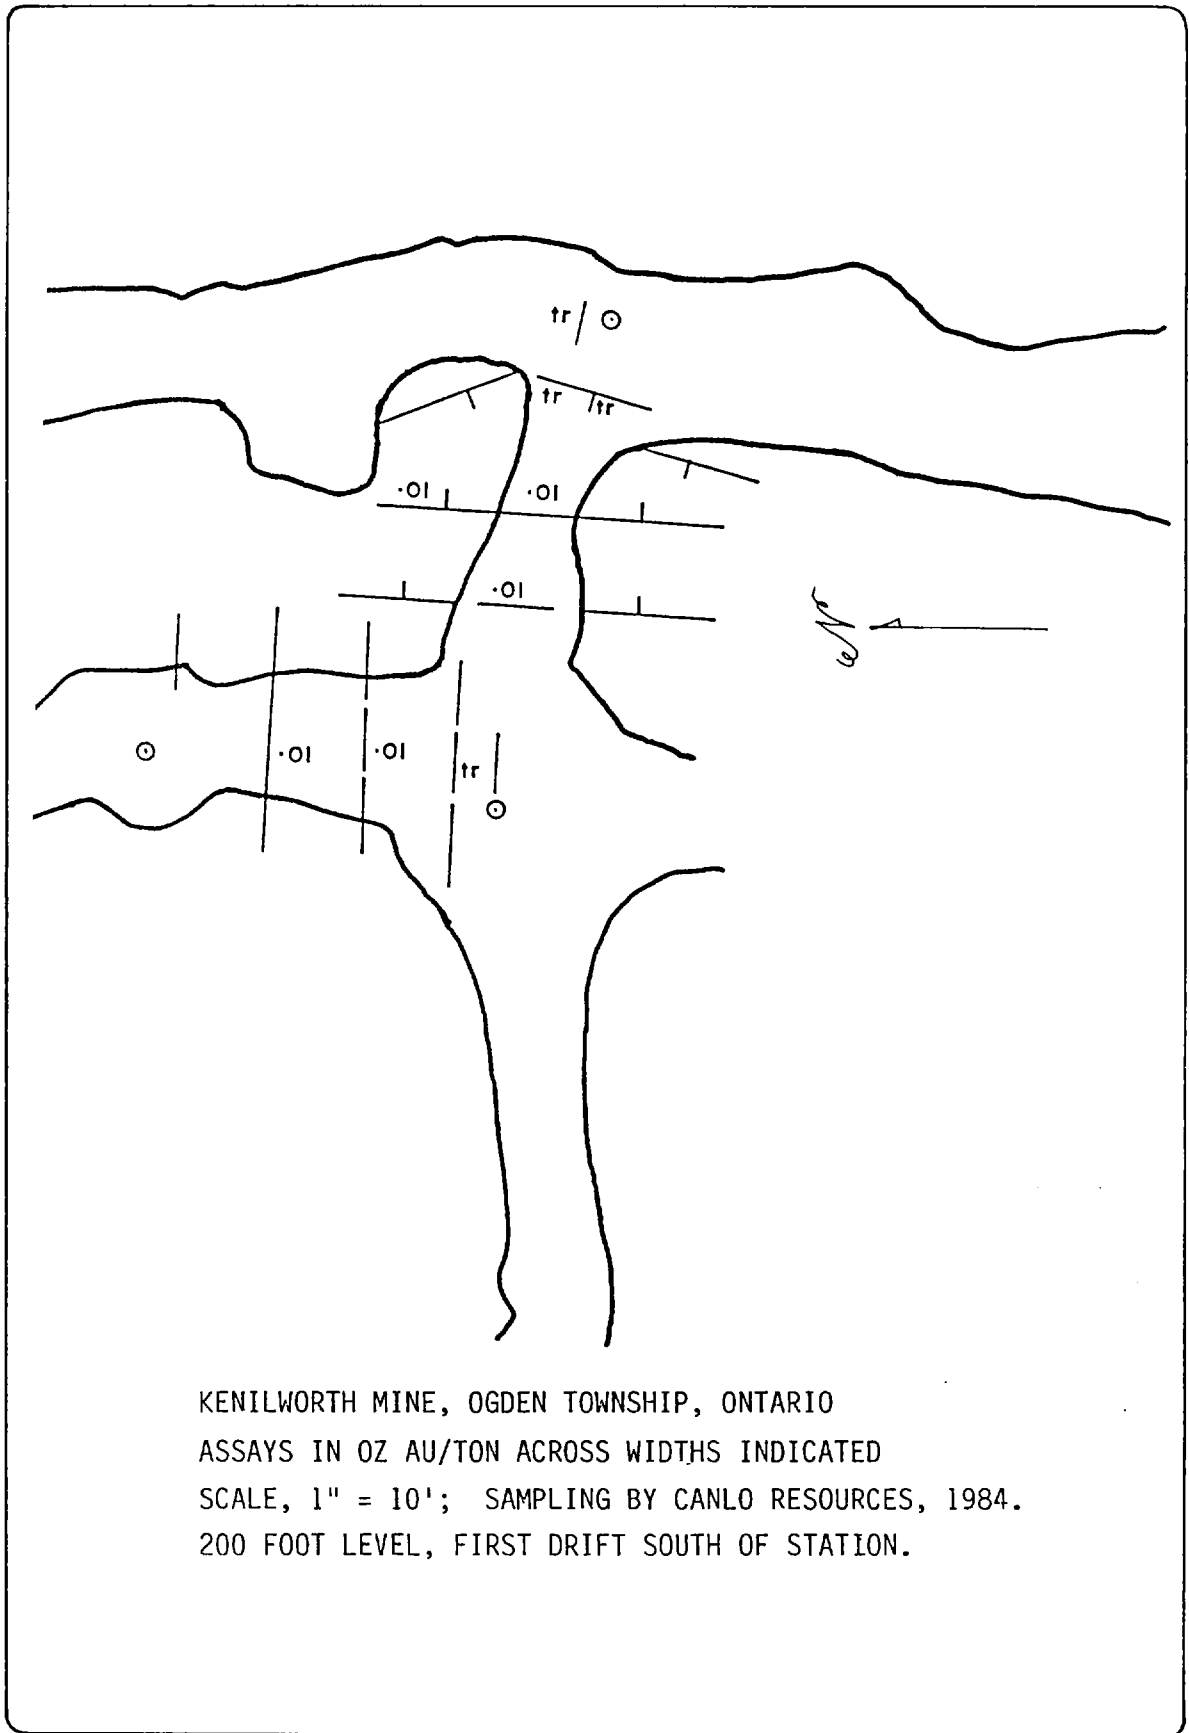 tr
tr
tr
.01 .01
.01
N
.01 .01
tr
KENILWORTH MINE, OGDEN TOWNSHIP, ONTARIO
ASSAYS IN OZ AU/TON ACROSS WIDTHS INDICATED
SCALE, 1" = 10'; SAMPLING BY CANLO RESOURCES, 1984.
200 FOOT LEVEL, FIRST DRIFT SOUTH OF STATION.